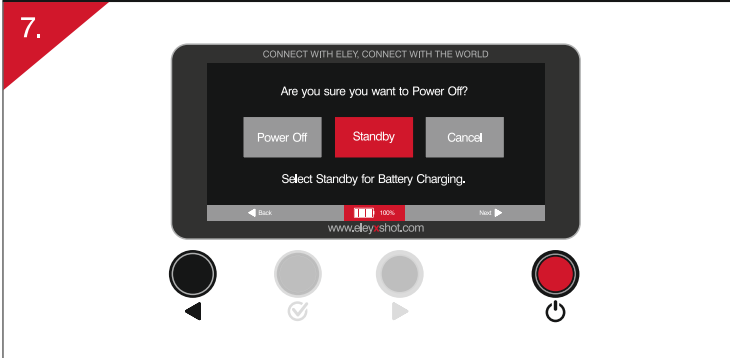 7.
CONNECT WITH ELEY, CONNECT WITH THE WORLD
Are you sure you want to Power Off?
Power Off Standby Cancel
Select Standby for Battery Charging.
Back 100% Next
www.eleyxshot.com